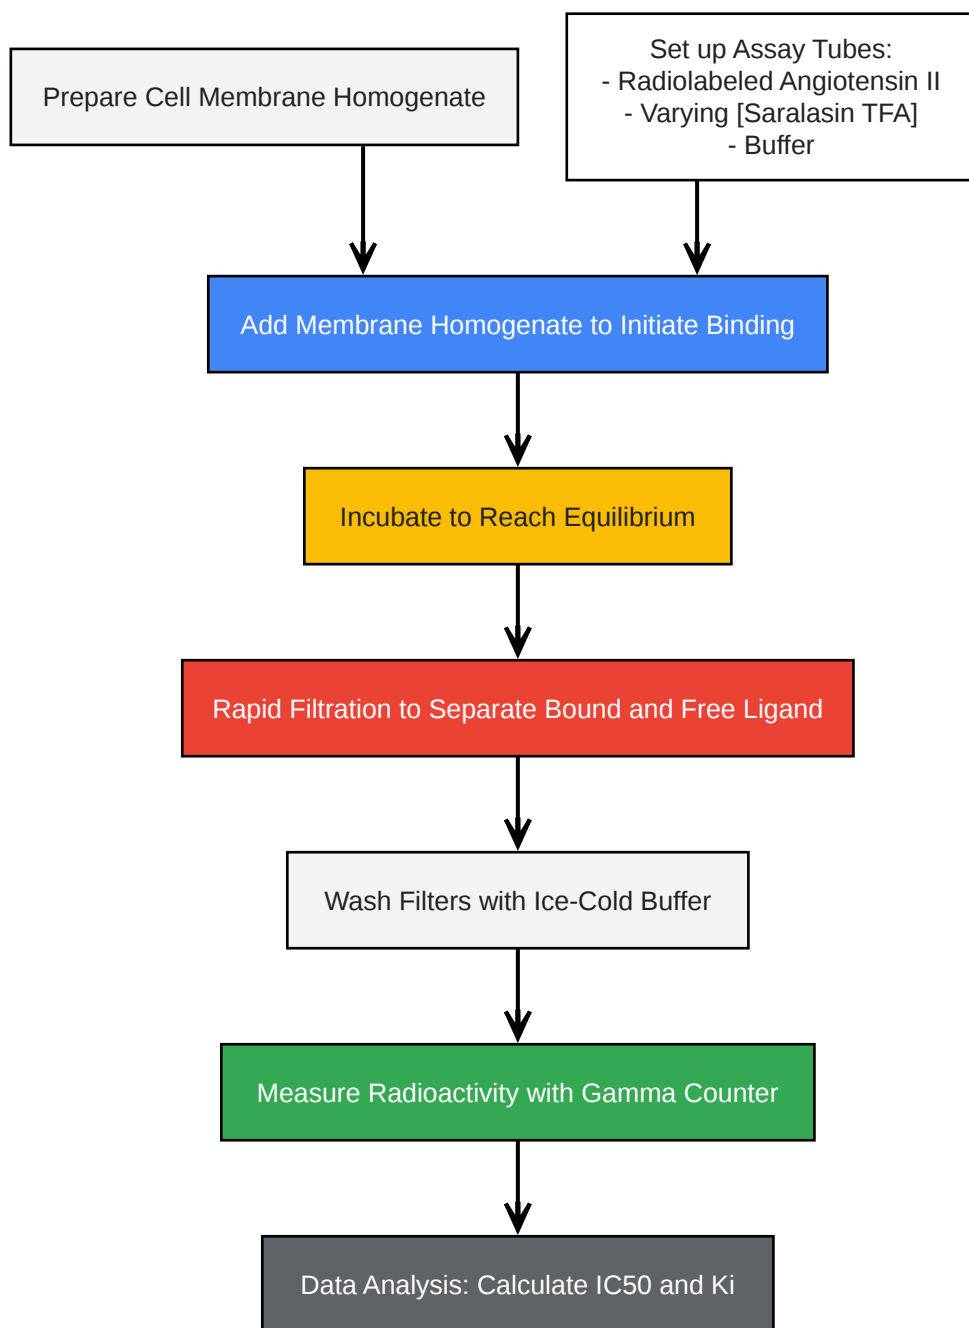 Prepare Cell Membrane Homogenate
Set up Assay Tubes:
- Radiolabeled Angiotensin II
- Varying [Saralasin TFA]
- Buffer
Add Membrane Homogenate to Initiate Binding
Incubate to Reach Equilibrium
Rapid Filtration to Separate Bound and Free Ligand
Wash Filters with Ice-Cold Buffer
Measure Radioactivity with Gamma Counter
Data Analysis: Calculate IC50 and Ki